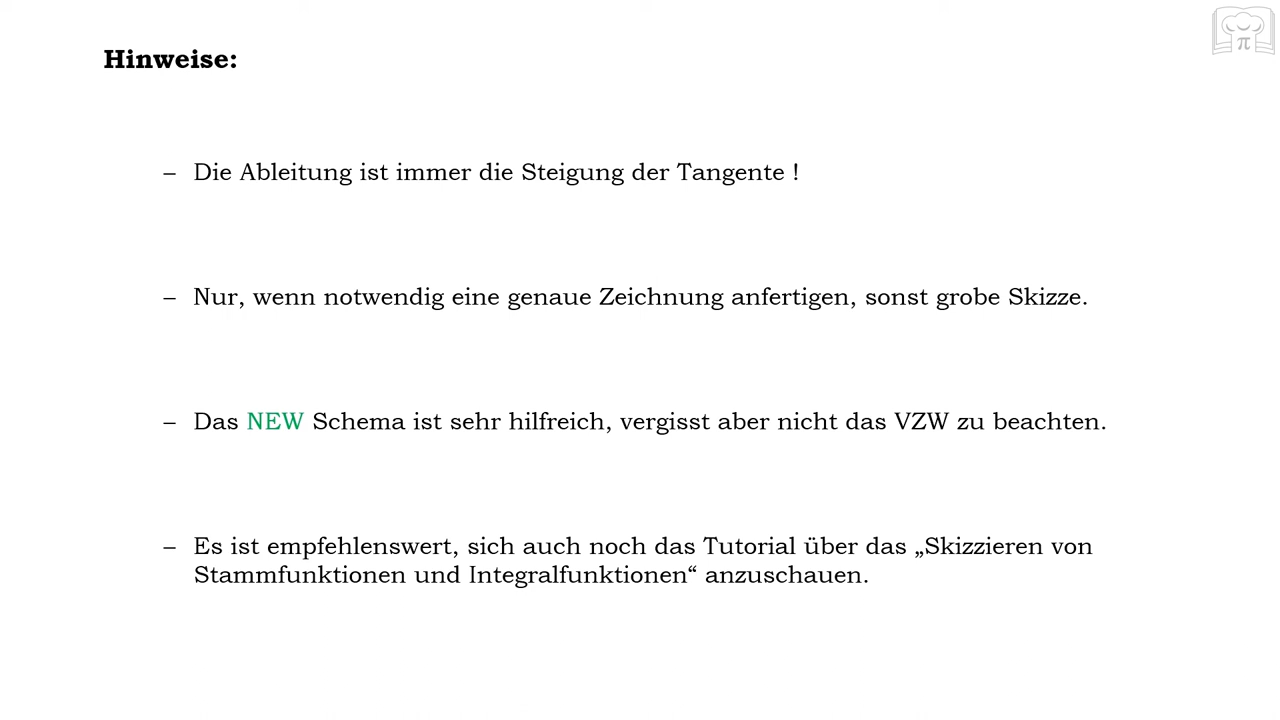 Hinweise:
– Die Ableitung ist immer die Steigung der Tangente !
– Nur, wenn notwendig eine genaue Zeichnung anfertigen, sonst grobe Skizze.
– Das NEW Schema ist sehr hilfreich, vergisst aber nicht das VZW zu beachten.
– Es ist empfehlenswert, sich auch noch das Tutorial über das „Skizzieren von
Stammfunktionen und Integralfunktionen“ anzuschauen.
π